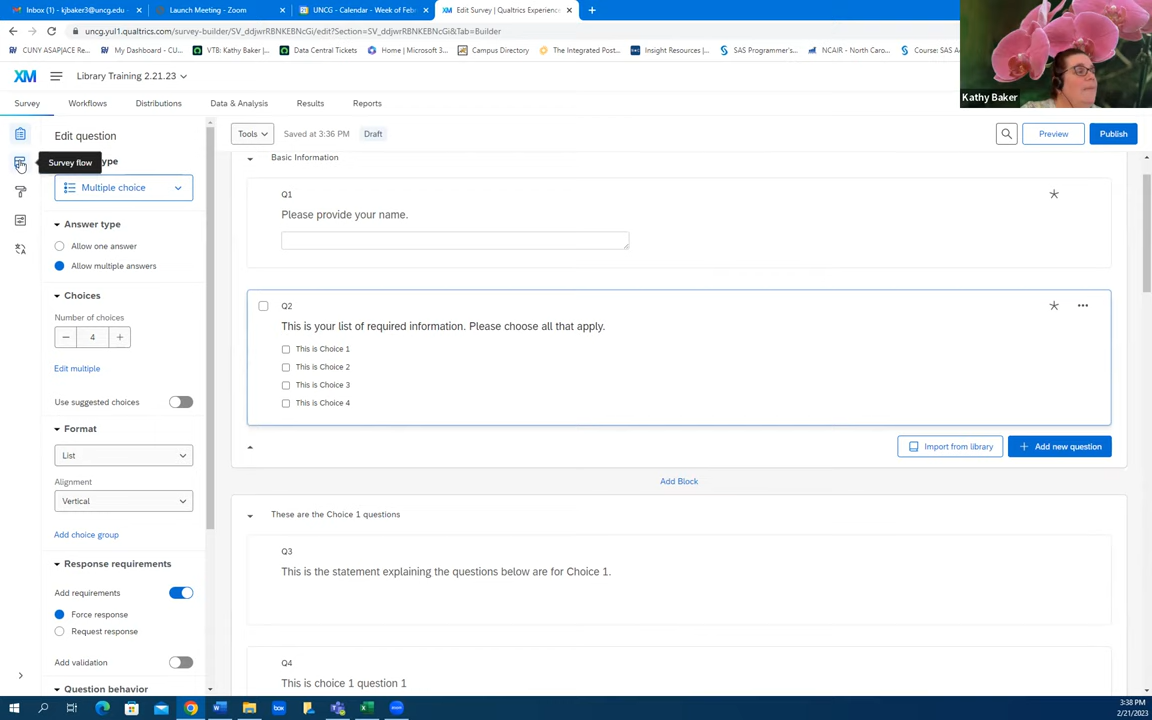 Inbox (1) - kjbaker3@uncg.edu -
Launch Meeting - Zoom
UNCG - Calendar - Week of Feb
Edit Survey | Qualtrics Experienc
uncg.yul1.qualtrics.com/survey-builder/SV_ddjwrRBNKEBNcGi/edit?Section=SV_ddjwrRBNKEBNcGi&Tab=Builder
CUNY ASAP|ACE Re...
My Dashboard - CU...
VTB: Kathy Baker |...
Data Central Tickets
Home | Microsoft 3...
Campus Directory
The Integrated Post...
Insight Resources |...
SAS Programmer's...
NCAIR – North Caro...
Course: SAS
XM
Library Training 2.21.23
Kathy Baker
Survey
Workflows
Distributions
Data & Analysis
Results
Reports
Edit question
Tools
Saved at 3:36 PM
Draft
Preview
Publish
Survey flow
ype
Multiple choice
Answer type
Allow one answer
Allow multiple answers
Choices
Number of choices
4
Edit multiple
Use suggested choices
Format
List
Alignment
Vertical
Add choice group
Response requirements
Add requirements
Force response
Request response
Add validation
Question behavior
Basic Information
Q1
Please provide your name.
Q2
This is your list of required information. Please choose all that apply.
This is Choice 1
This is Choice 2
This is Choice 3
This is Choice 4
Import from library
Add new question
Add Block
These are the Choice 1 questions
Q3
This is the statement explaining the questions below are for Choice 1.
Q4
This is choice 1 question 1
3:38 PM
2/21/2023